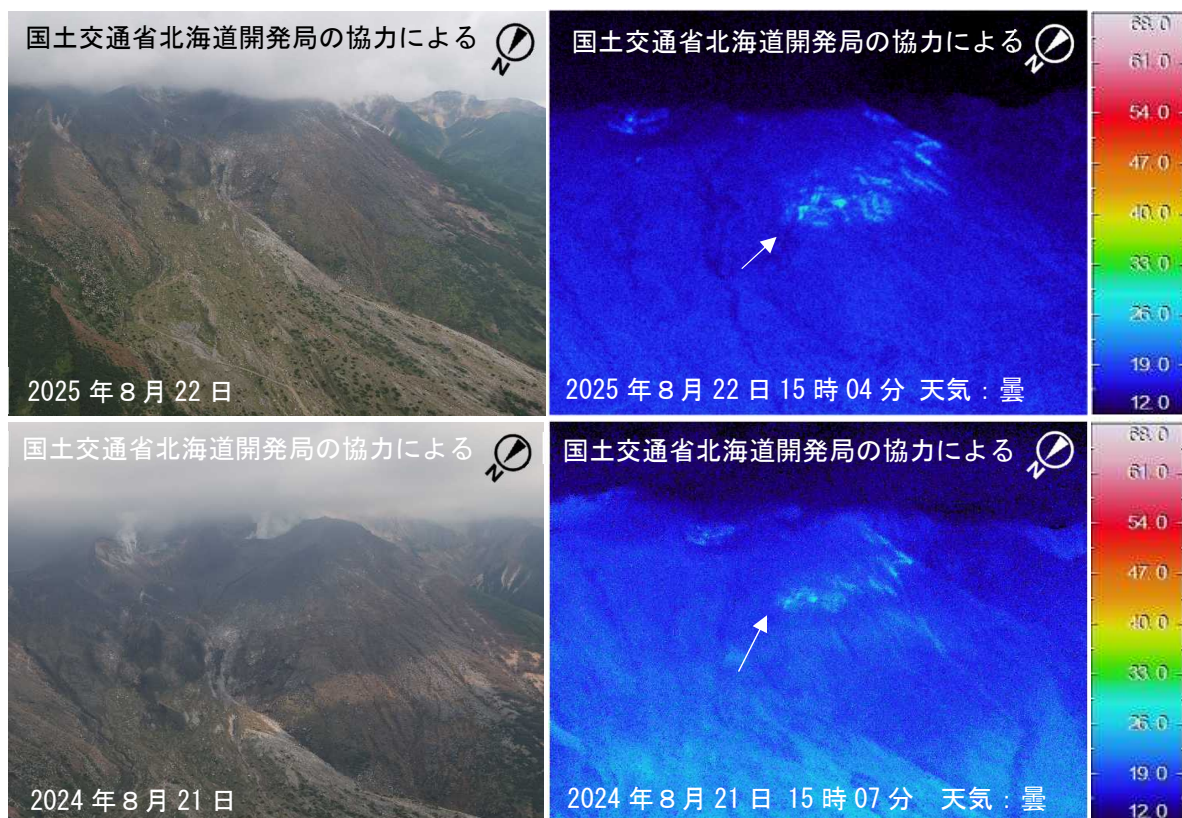 国土交通省北海道開発局の協力による
N
2025年8月22日
国土交通省北海道開発局の協力による
N
2025年8月22日15時04分 天気:曇
68.0
61.0
54.0
47.0
40.0
33.0
26.0
19.0
12.0
国土交通省北海道開発局の協力による
N
2024年8月21日
国土交通省北海道開発局の協力による
N
2024年8月21日 15時07分 天気:曇
68.0
61.0
54.0
47.0
40.0
33.0
26.0
19.0
12.0